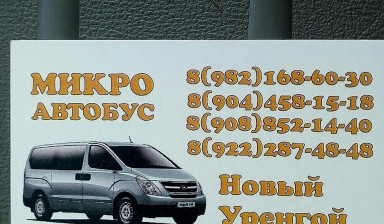 МИКРО
АВТОБУС
8(982)168-60-30
8(904)458-15-18
8(908)852-14-40
8(922)287-48-48
Новый
Уренгой